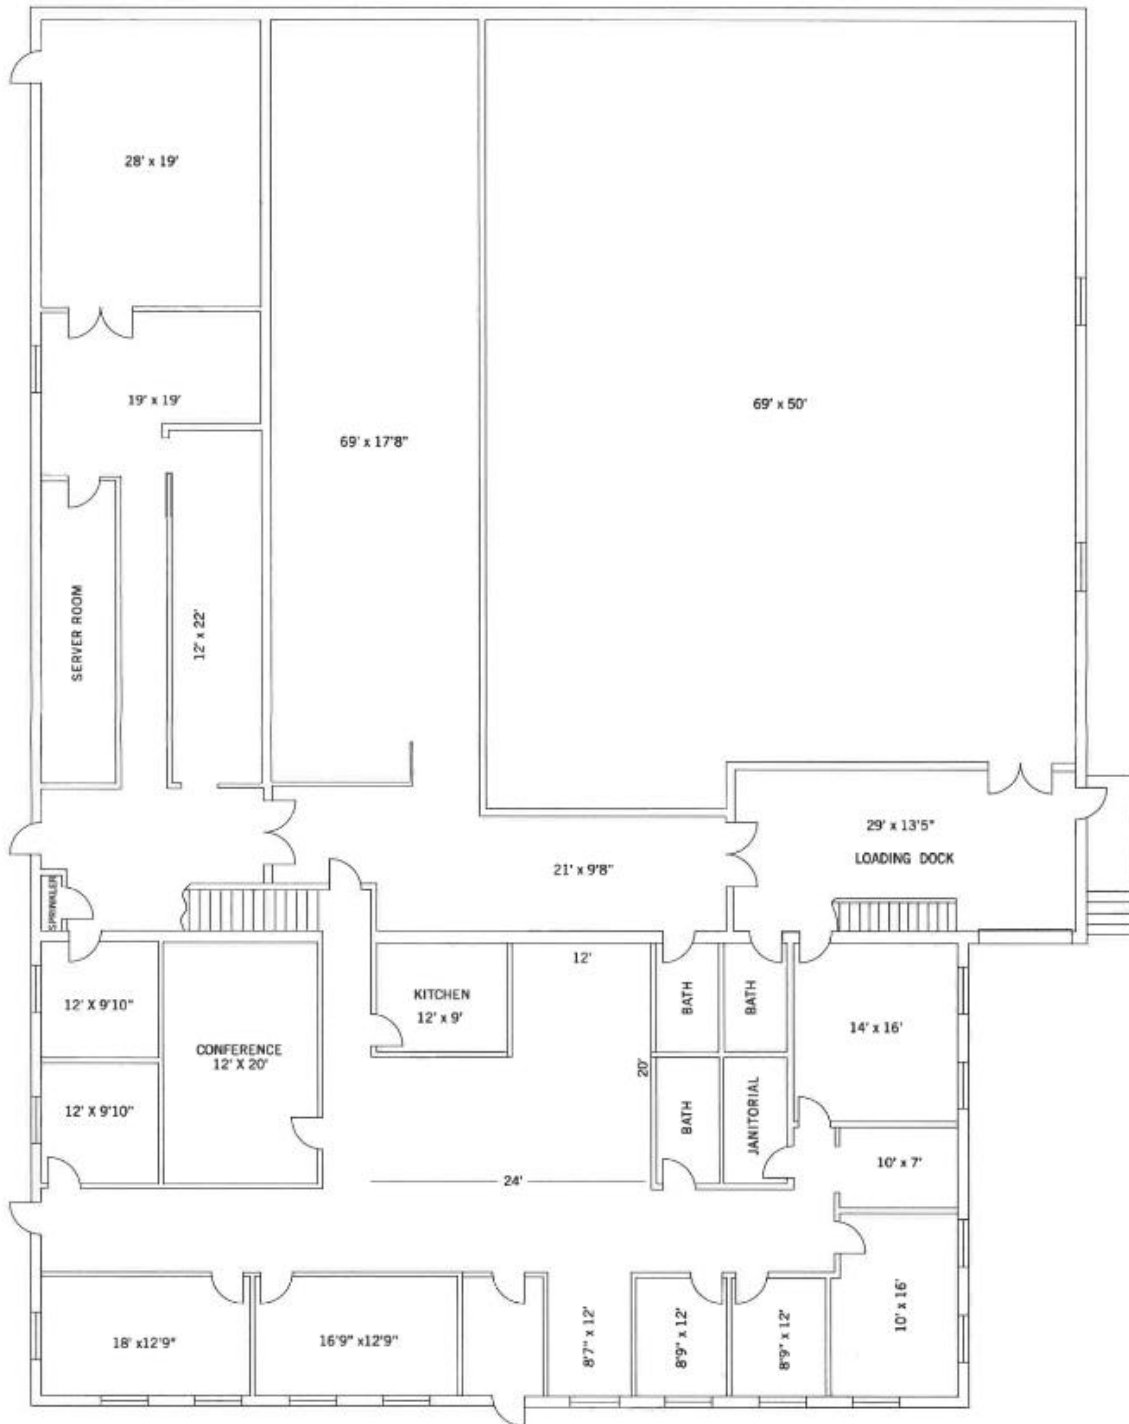 28' x 19'
19' x 19'
69' x 17'8"
69' x 50'
SERVER ROOM
12' x 22'
29' x 13'5"
LOADING DOCK
21' x 9'8"
SPRINKLER
12' X 9'10"
CONFERENCE
12' X 20'
KITCHEN
12' x 9'
12'
20'
BATH
BATH
14' x 16'
12' X 9'10"
BATH
JANITORIAL
10' x 7'
24'
18' x12'9"
16'9" x12'9"
8'7" x 12'
8'9" x 12'
8'9" x 12'
10' x 16'